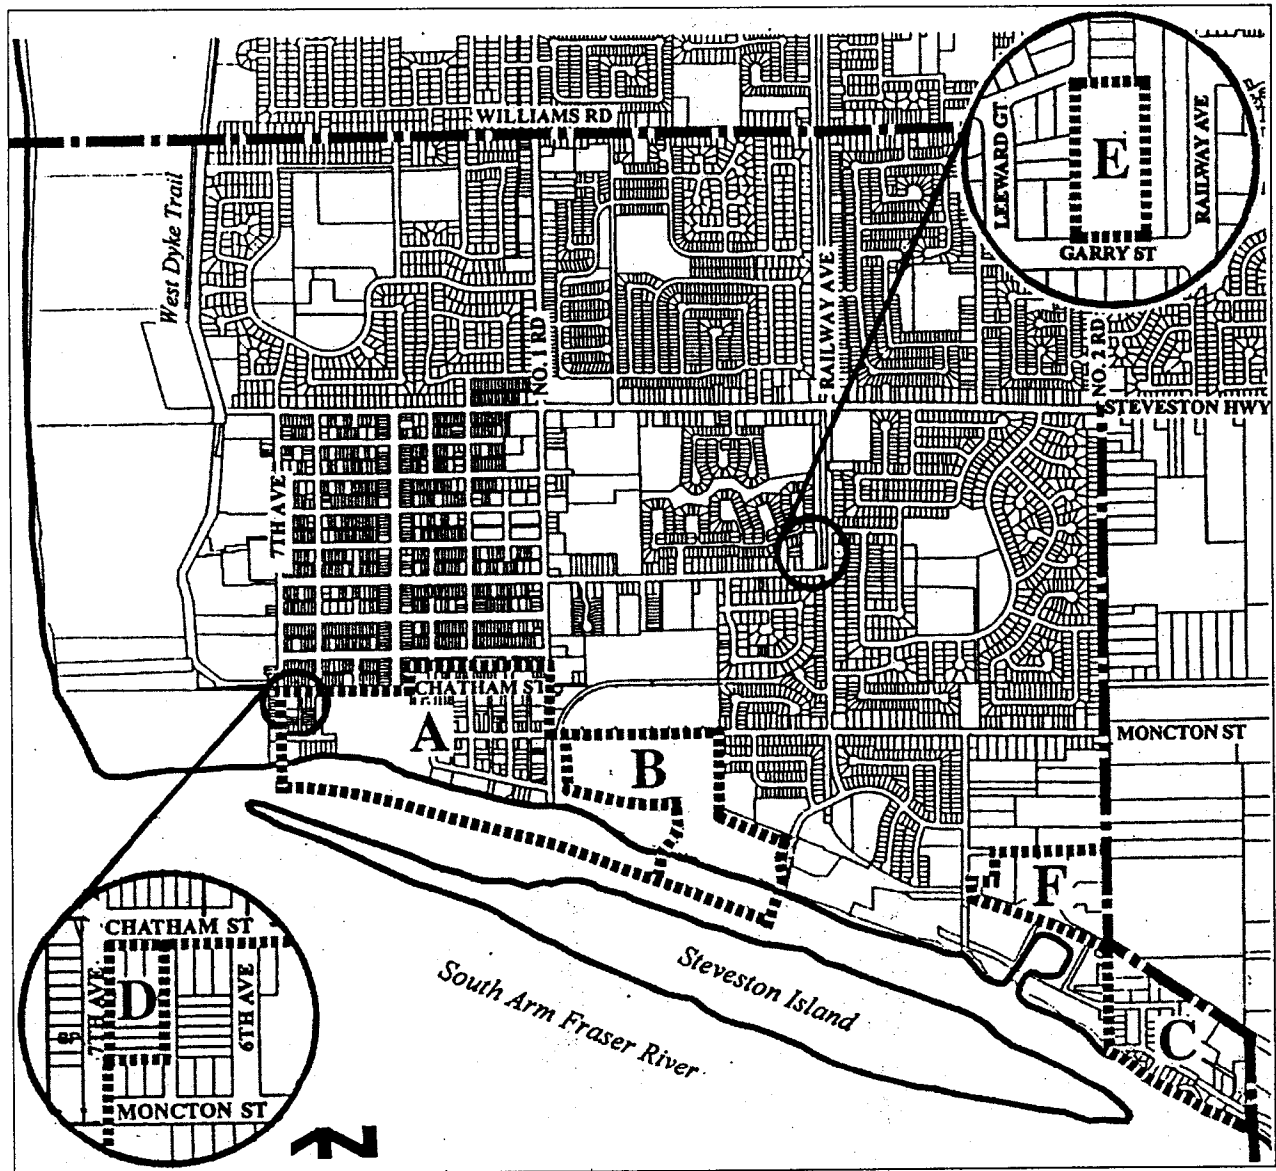 WILLIAMS RD
West Dyke Trail
LEEWARD GT
E
RAILWAY AVE
GARRY ST
NO. 1 RD
RAILWAY AVE
NO. 2 RD
STEVESTON HWY
7TH AVE
CHATHAM ST
A
B
MONCTON ST
F
C
Steveston Island
South Arm Fraser River
CHATHAM ST
7TH AVE
D
6TH AVE
MONCTON ST
N